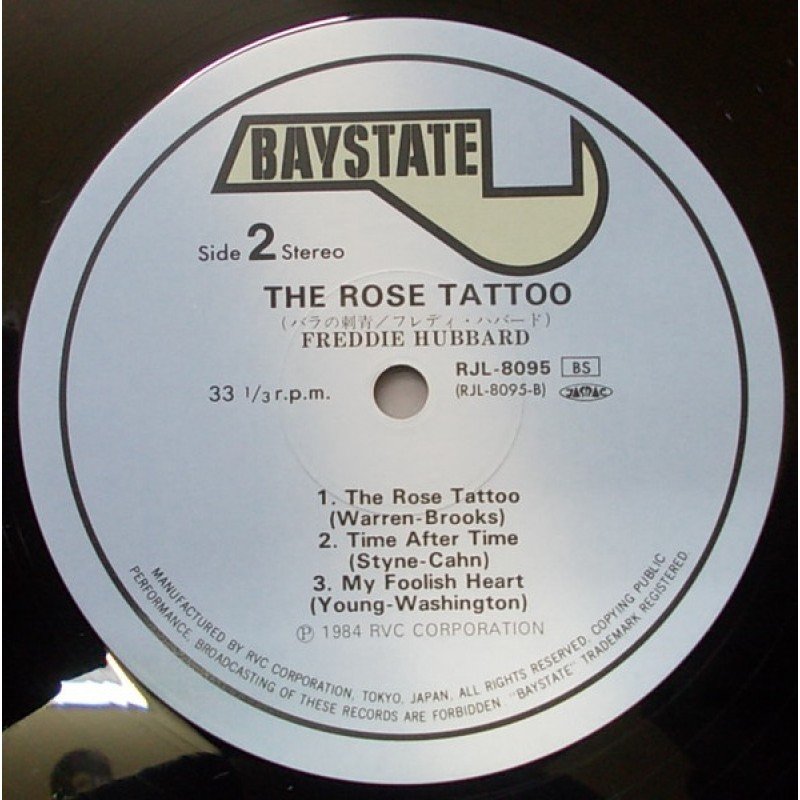 BAYSTATE
Side 2 Stereo
THE ROSE TATTOO
(バラの刺青/フレディ・ハバード)
FREDDIE HUBBARD
RJL-8095 BS
33 1/3 r.p.m.
(RJL-8095-B) JASRAC
1. The Rose Tattoo
(Warren-Brooks)
2. Time After Time
(Styne-Cahn)
3. My Foolish Heart
(Young-Washington)
Ⓟ 1984 RVC CORPORATION
MANUFACTURED BY RVC CORPORATION, TOKYO, JAPAN. ALL RIGHTS RESERVED. COPYING PUBLIC
PERFORMANCE, BROADCASTING OF THESE RECORDS ARE FORBIDDEN "BAYSTATE" TRADEMARK REGISTERED.